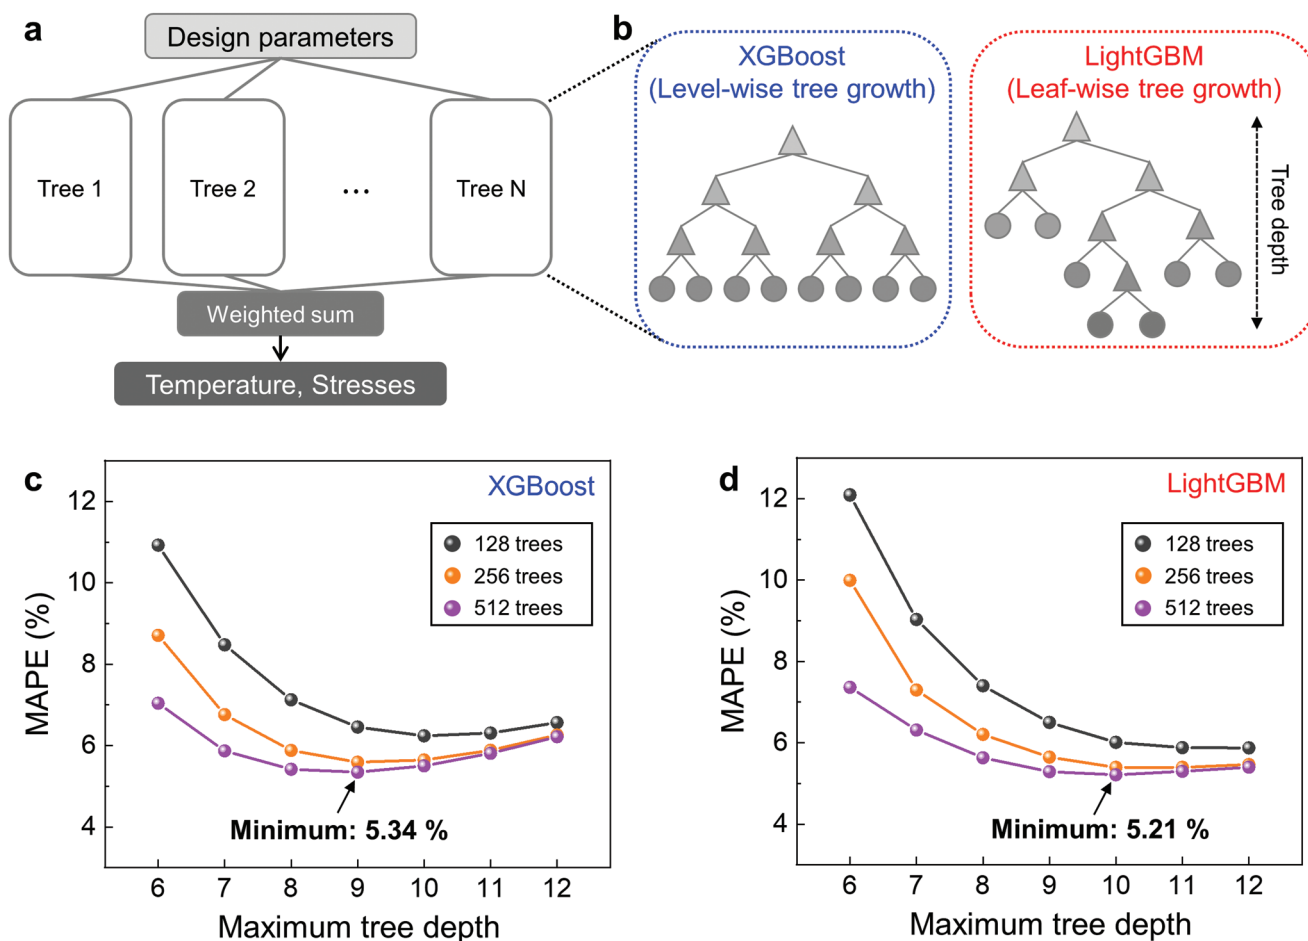 a
Design parameters
Tree 1
Tree 2
...
Tree N
Weighted sum
Temperature, Stresses
b
XGBoost
(Level-wise tree growth)
LightGBM
(Leaf-wise tree growth)
Tree depth
c
XGBoost
128 trees
256 trees
512 trees
MAPE (%)
12
10
8
6
4
Minimum: 5.34 %
6 7 8 9 10 11 12
Maximum tree depth
d
LightGBM
128 trees
256 trees
512 trees
MAPE (%)
12
10
8
6
4
Minimum: 5.21 %
6 7 8 9 10 11 12
Maximum tree depth